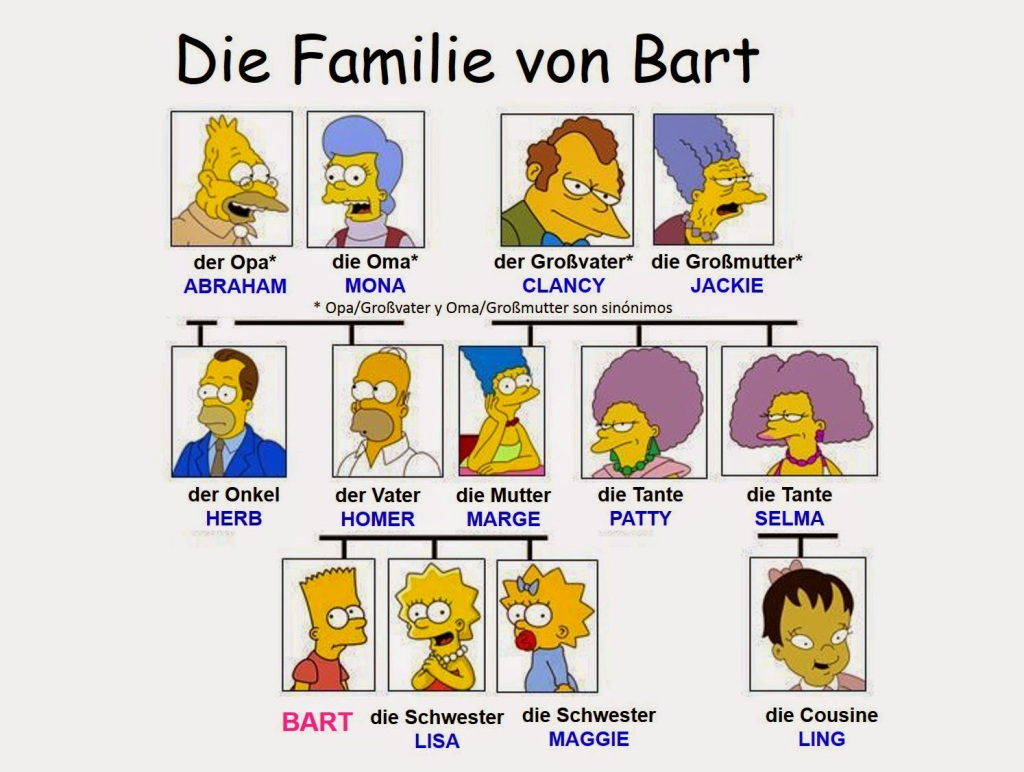 Die Familie von Bart
der Opa* die Oma* der Großvater* die Großmutter*
ABRAHAM MONA CLANCY JACKIE
* Opa/Großvater y Oma/Großmutter son sinónimos
der Onkel der Vater die Mutter die Tante die Tante
HERB HOMER MARGE PATTY SELMA
BART die Schwester die Schwester die Cousine
LISA MAGGIE LING